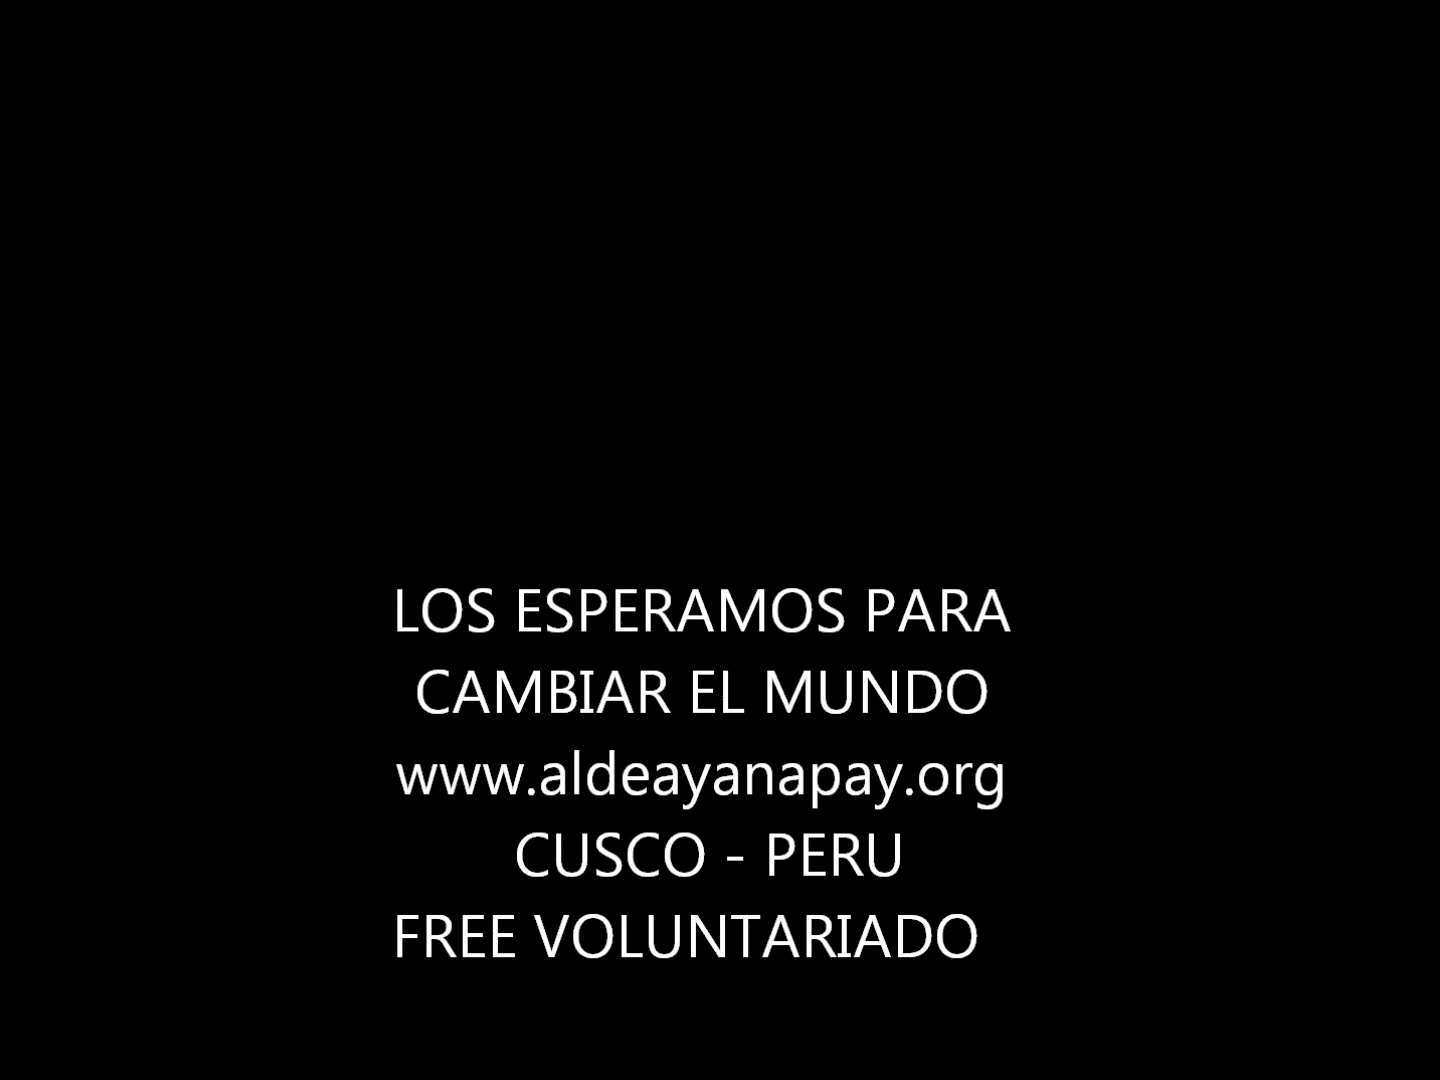 LOS ESPERAMOS PARA
CAMBIAR EL MUNDO
www.aldeayanapay.org
CUSCO - PERU
FREE VOLUNTARIADO